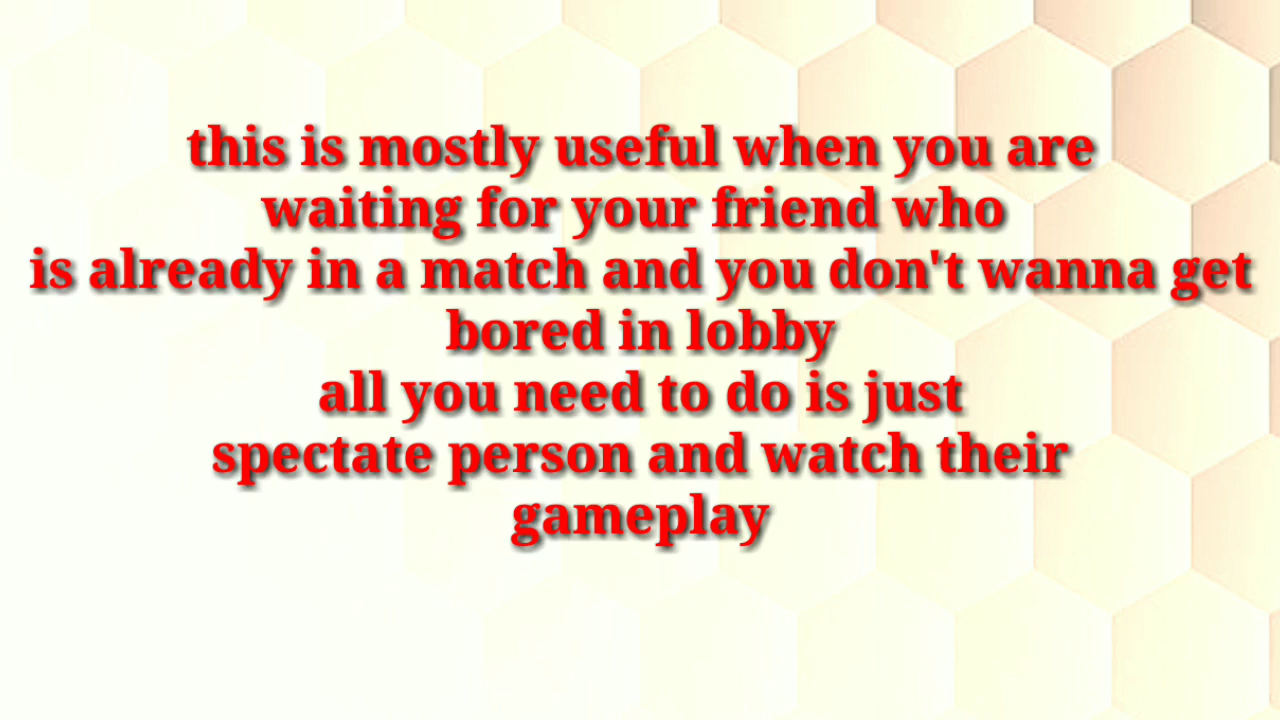 this is mostly useful when you are
waiting for your friend who
is already in a match and you don't wanna get
bored in lobby
all you need to do is just
spectate person and watch their
gameplay